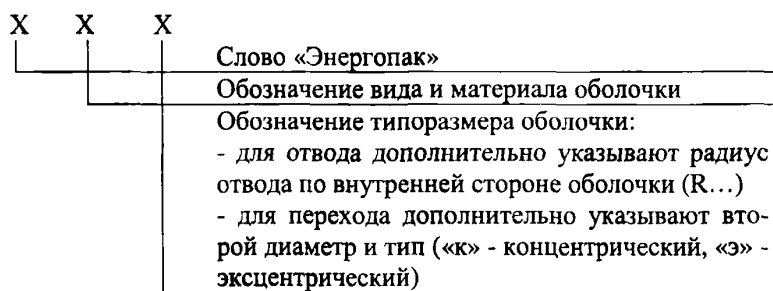 X X X
Слово «Энергопак»
Обозначение вида и материала оболочки
Обозначение типоразмера оболочки:
- для отвода дополнительно указывают радиус
отвода по внутренней стороне оболочки (R...)
- для перехода дополнительно указывают вто-
рой диаметр и тип («к» - концентрический, «э» -
эксцентрический)